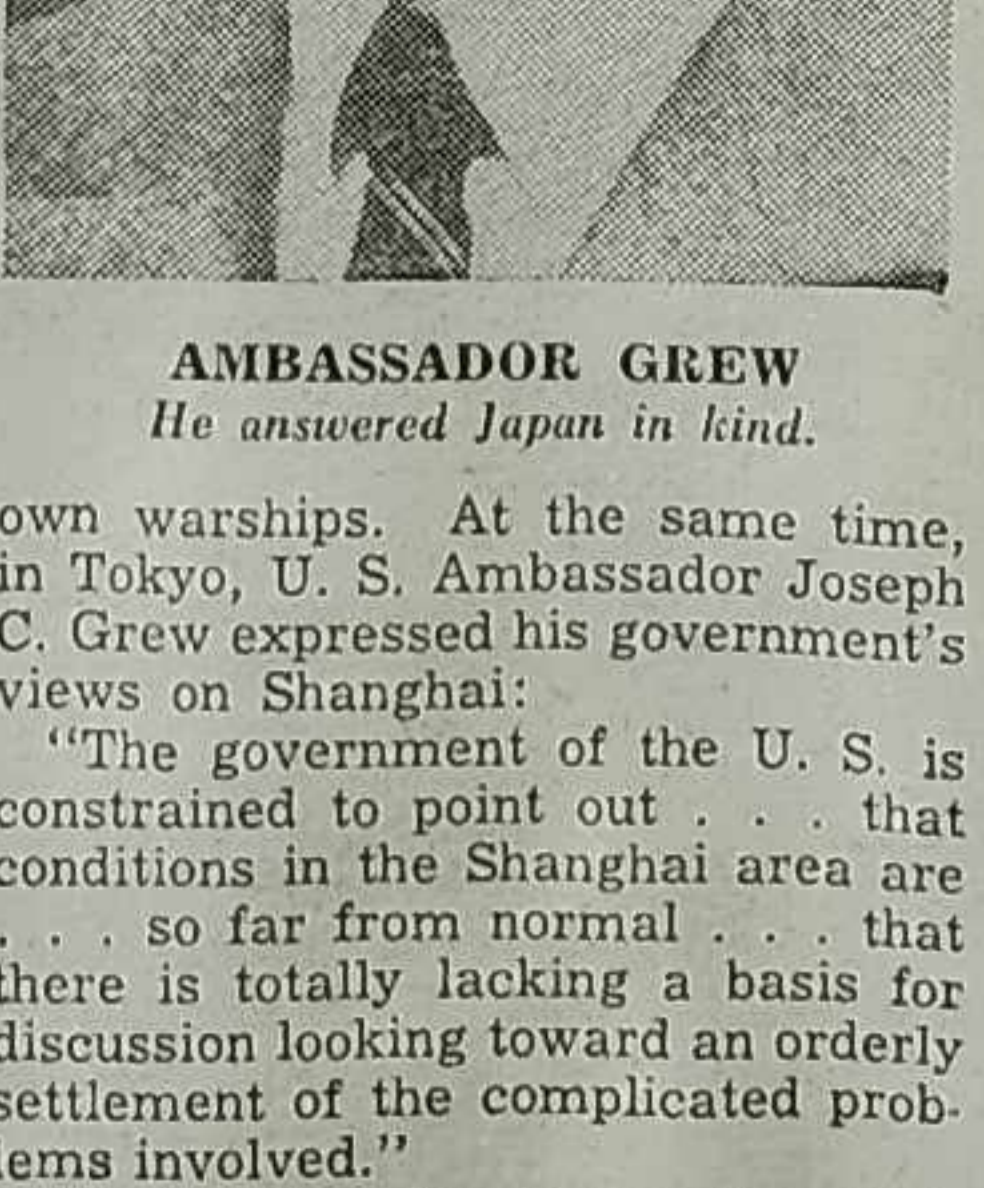 AMBASSADOR GREW
He answered Japan in kind.
own warships. At the same time,
in Tokyo, U. S. Ambassador Joseph
C. Grew expressed his government's
views on Shanghai:
"The government of the U. S. is
constrained to point out . . . that
conditions in the Shanghai area are
. . . so far from normal . . . that
there is totally lacking a basis for
discussion looking toward an orderly
settlement of the complicated prob-
lems involved."